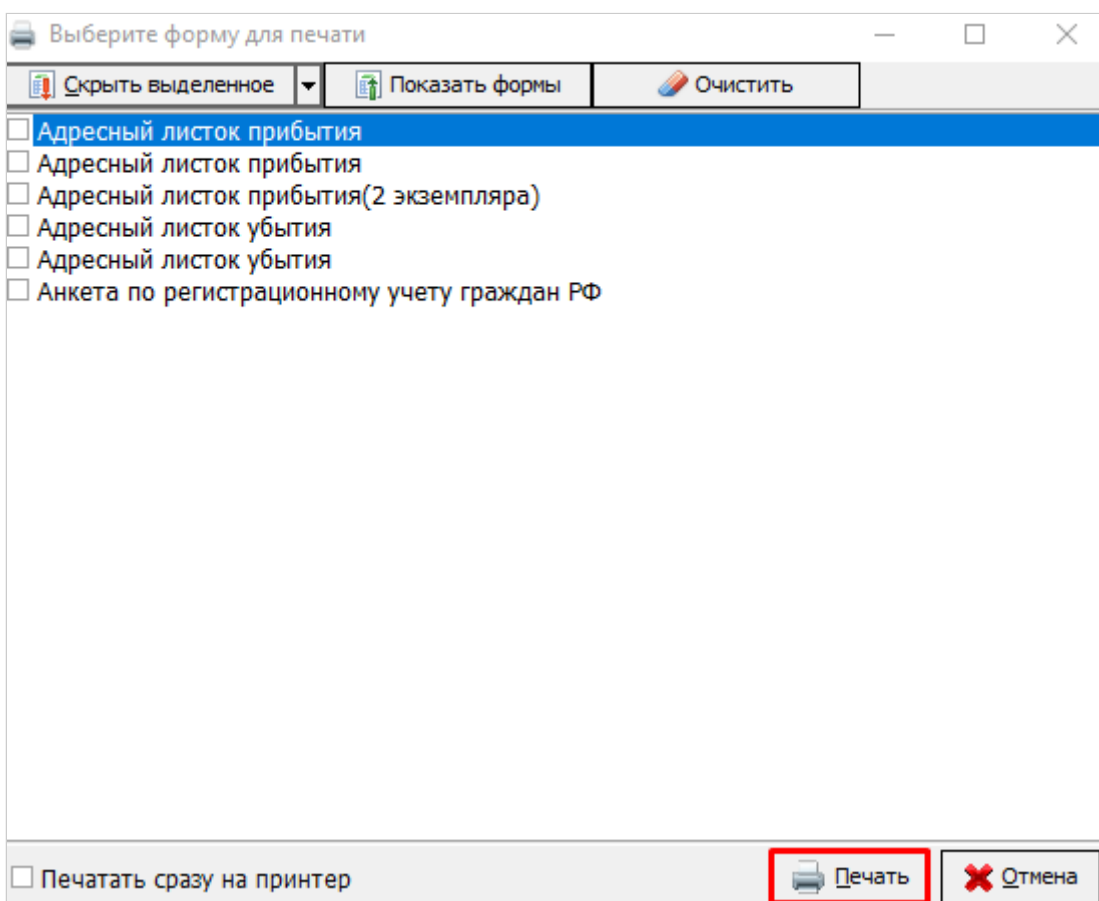 Выберите форму для печати
Скрыть выделенное Показать формы Очистить
Адресный листок прибытия
Адресный листок прибытия
Адресный листок прибытия(2 экземпляра)
Адресный листок убытия
Адресный листок убытия
Анкета по регистрационному учету граждан РФ
Печатать сразу на принтер Печать Отмена